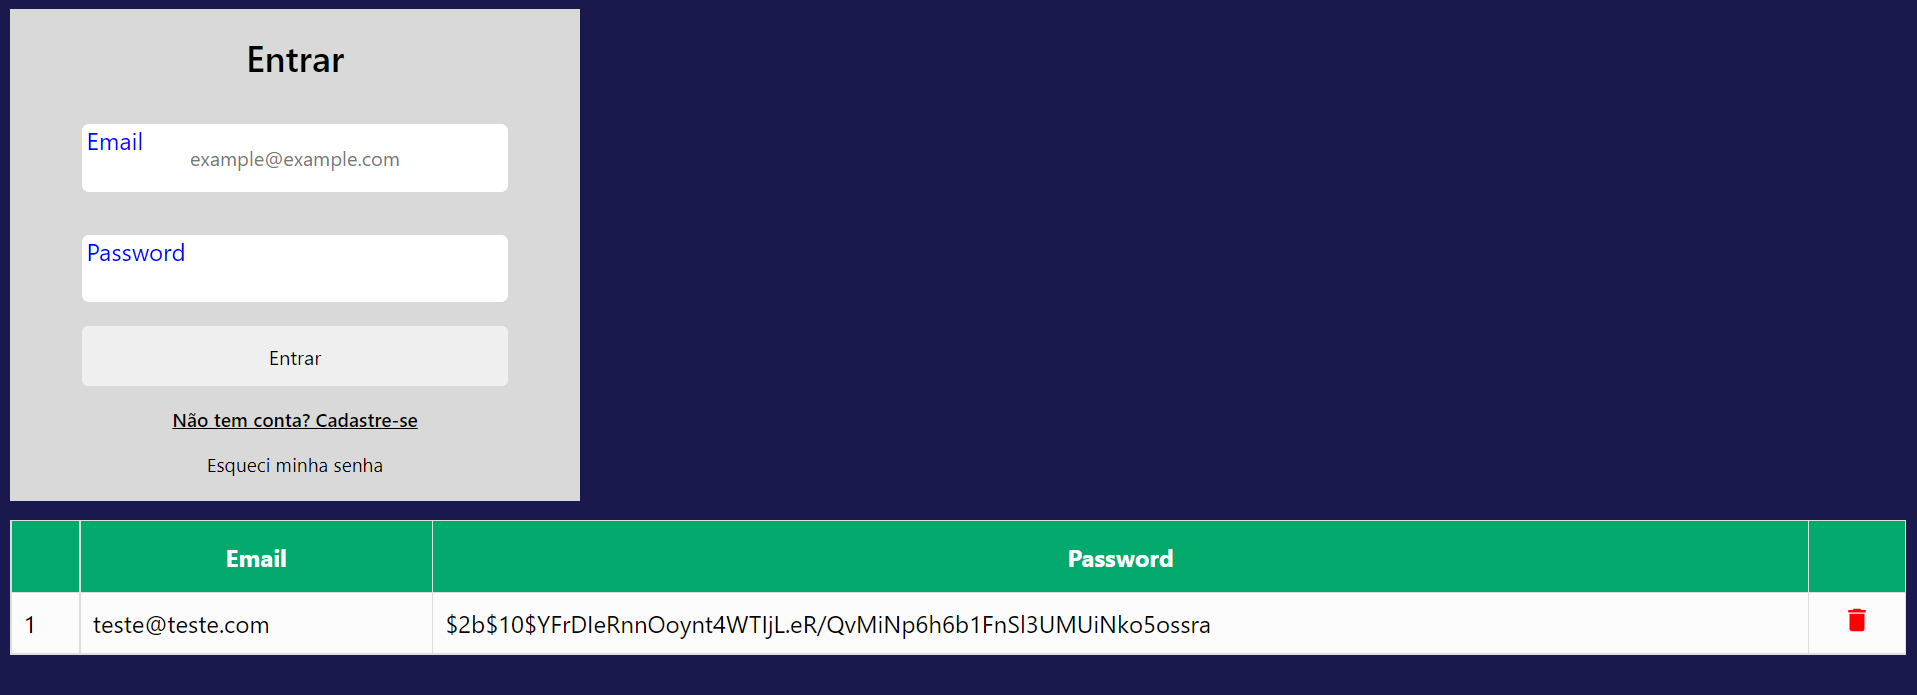 Entrar
Email
example@example.com
Password
Entrar
Não tem conta? Cadastre-se
Esqueci minha senha
Email Password
1 teste@teste.com $2b$10$YFrDIeRnnOoynt4WTIjL.eR/QvMiNp6h6b1FnSl3UMUiNko5ossra